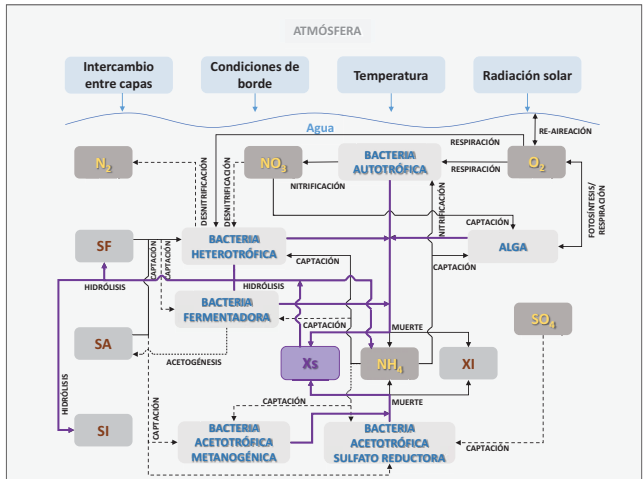 ATMÓSFERA
Intercambio
entre capas
Condiciones de
borde
Temperatura
Radiación solar
Agua
RE-AIREACIÓN
RESPIRACIÓN
N₂
DESNITRIFICACIÓN
DESNITRIFICACIÓN
NO₃
NITRIFICACIÓN
BACTERIA
AUTOTRÓFICA
RESPIRACIÓN
O₂
NITRIFICACIÓN
FOTOSÍNTESIS/
RESPIRACIÓN
CAPTACIÓN
SF
CAPTACIÓN
CAPTACIÓN
BACTERIA
HETEROTRÓFICA
CAPTACIÓN
ALGA
CAPTACIÓN
HIDRÓLISIS
HIDRÓLISIS
BACTERIA
FERMENTADORA
CAPTACIÓN
MUERTE
SO₄
SA
ACETOGÉNESIS
Xs
NH₄
XI
HIDRÓLISIS
CAPTACIÓN
MUERTE
SI
CAPTACIÓN
BACTERIA
ACETOTRÓFICA
METANOGÉNICA
BACTERIA
ACETOTRÓFICA
SULFATO REDUCTORA
CAPTACIÓN